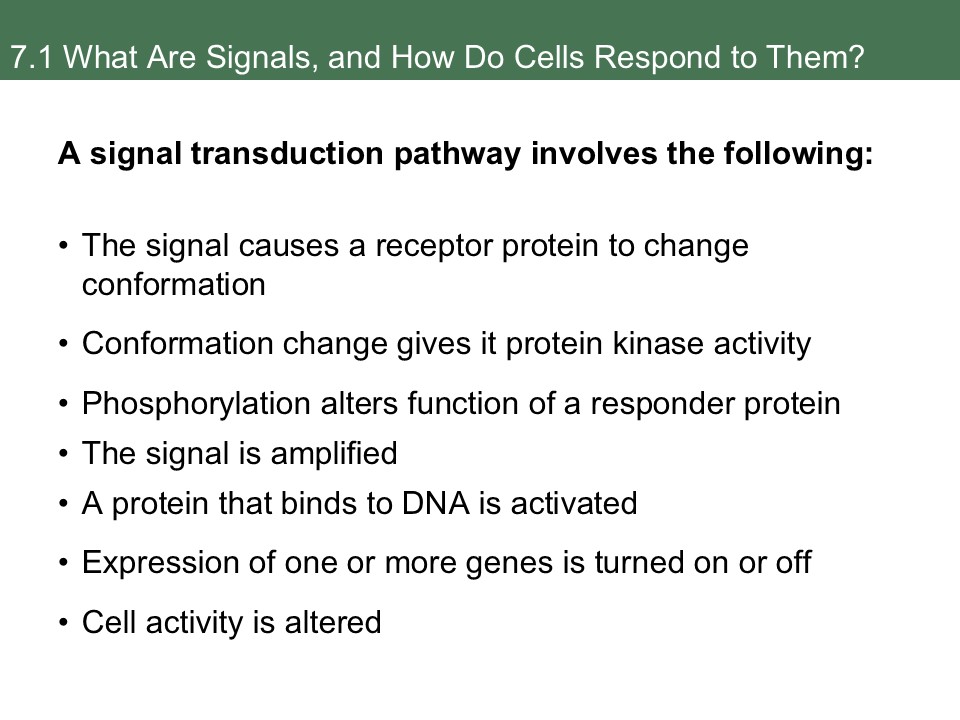 7.1 What Are Signals, and How Do Cells Respond to Them?
A signal transduction pathway involves the following:
• The signal causes a receptor protein to change
conformation
• Conformation change gives it protein kinase activity
• Phosphorylation alters function of a responder protein
• The signal is amplified
• A protein that binds to DNA is activated
• Expression of one or more genes is turned on or off
• Cell activity is altered